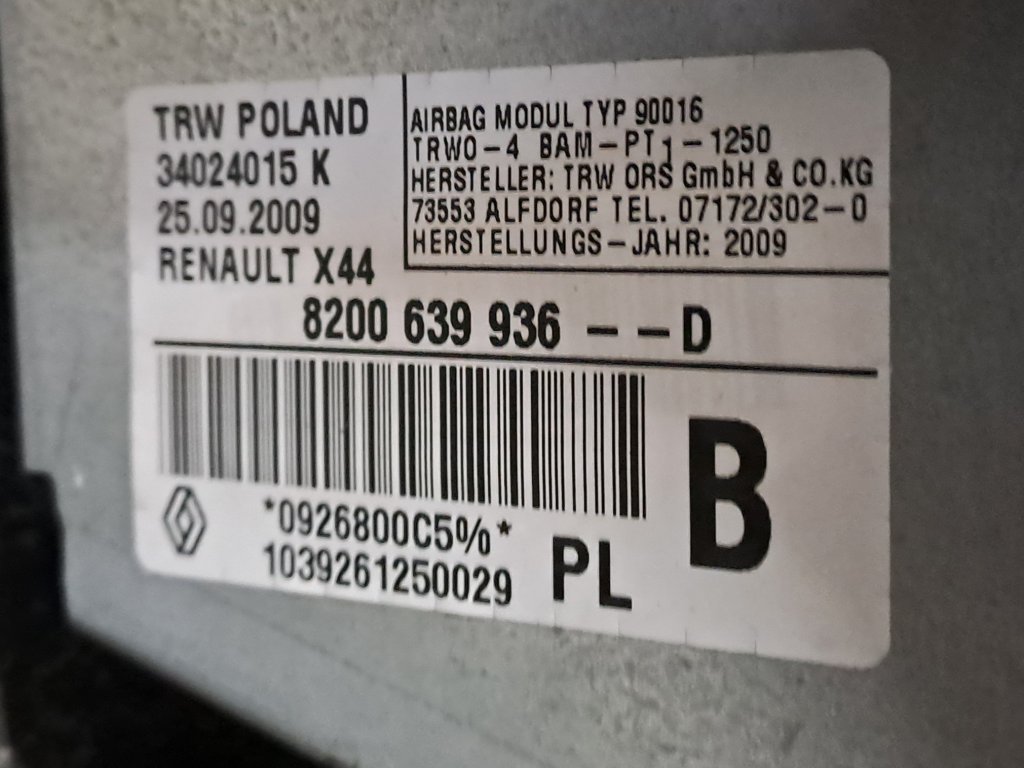 TRW POLAND
34024015 K
25.09.2009
RENAULT X44
AIRBAG MODUL TYP 90016
TRWO-4 BAM-PT1-1250
HERSTELLER: TRW ORS GmbH & CO.KG
73553 ALFDORF TEL. 07172/302-0
HERSTELLUNGS-JAHR: 2009
8200 639 936 - - D
B
*0926800C5%*
1039261250029
PL